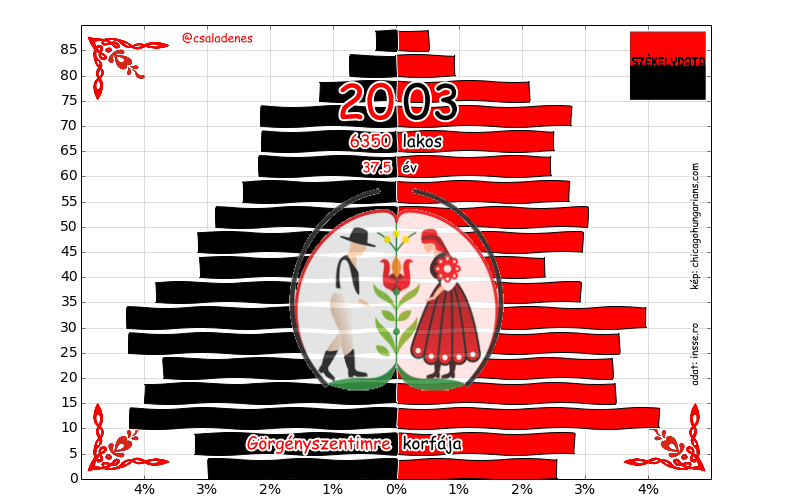 @csaladenes
SZÉKELYDATA
2003
6350 lakos
37.5 év
kép: chicagohungarians.com
adat: insse.ro
Görgényszentimre korfája
85
80
75
70
65
60
55
50
45
40
35
30
25
20
15
10
5
0
4% 3% 2% 1% 0% 1% 2% 3% 4%